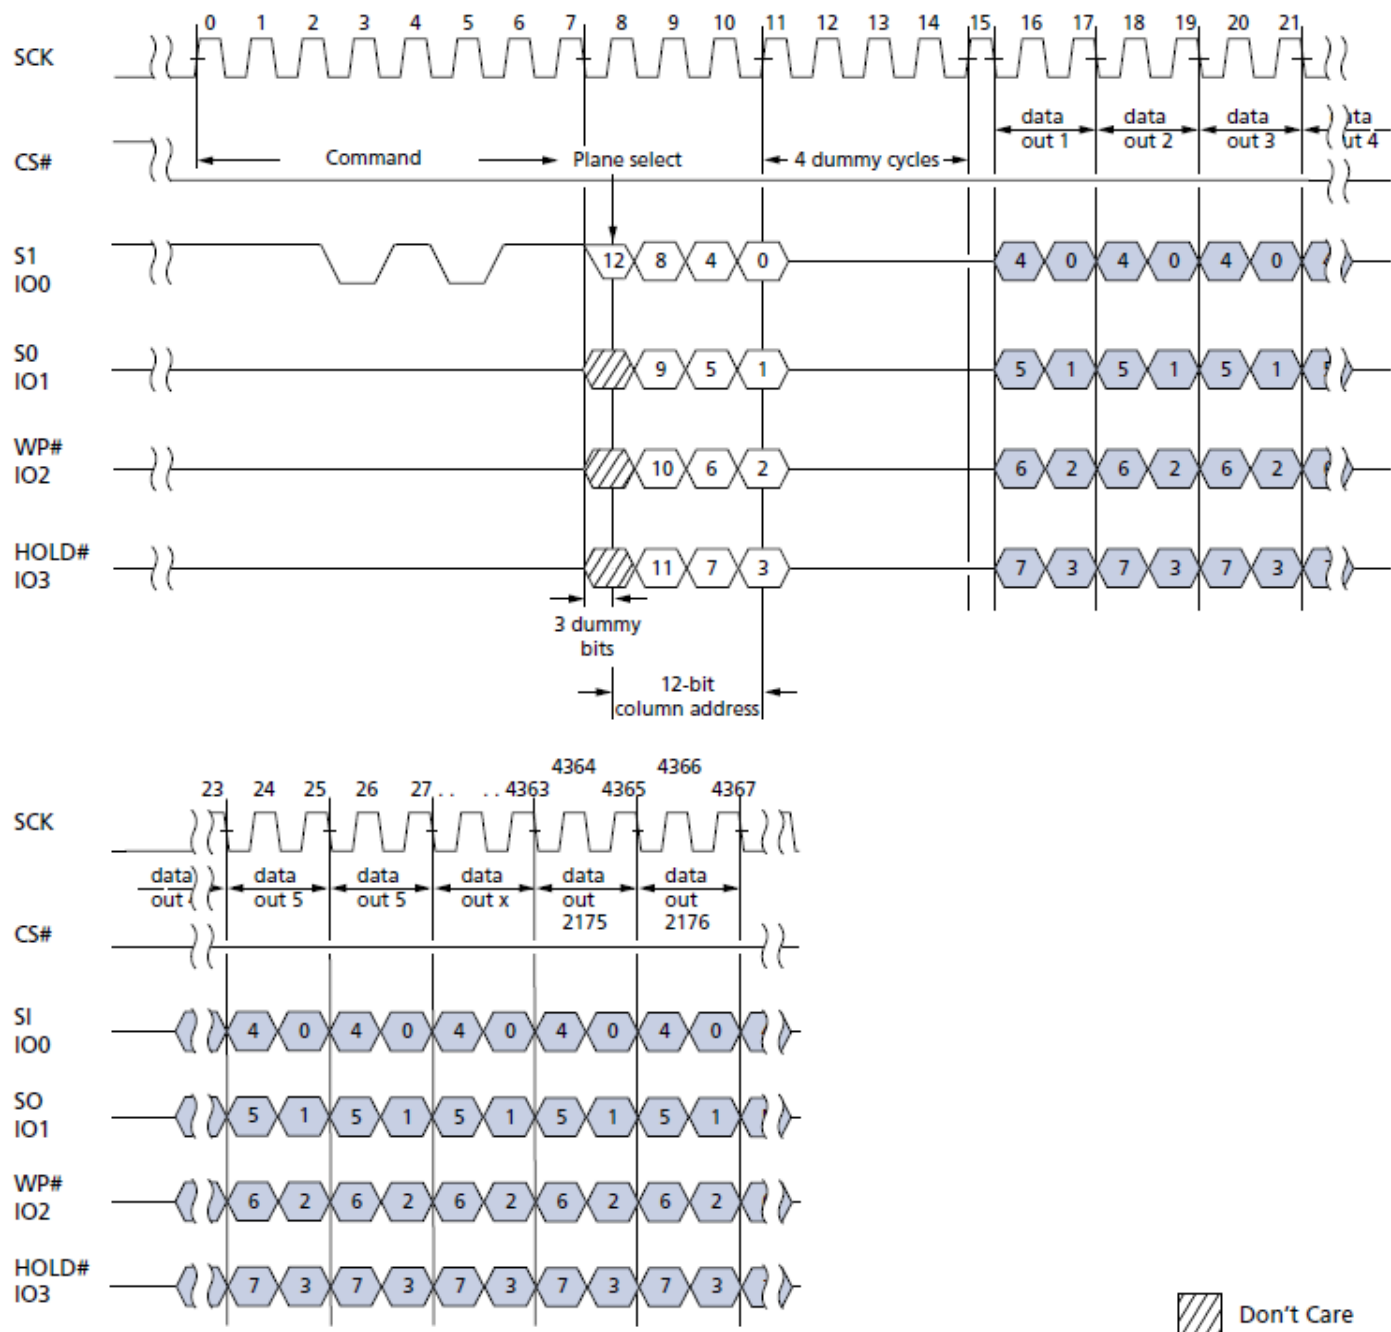 0 1 2 3 4 5 6 7 8 9 10 11 12 13 14 15 16 17 18 19 20 21
SCK
data out 1
data out 2
data out 3
ut 4
Command
Plane select
4 dummy cycles
CS#
S1
IO0
12 8 4 0 4 0 4 0 4 0
S0
IO1
9 5 1 5 1 5 1 5 1
WP#
IO2
10 6 2 6 2 6 2 6 2
HOLD#
IO3
11 7 3 7 3 7 3 7 3
3 dummy
bits
12-bit
column address
4364 4366
23 24 25 26 27 . . . . 4363 4365 4367
SCK
data
out
data
out 5
data
out 5
data
out x
data
out
2175
data
out
2176
CS#
SI
IO0
4 0 4 0 4 0 4 0 4 0
SO
IO1
5 1 5 1 5 1 5 1 5 1
WP#
IO2
6 2 6 2 6 2 6 2 6 2
HOLD#
IO3
7 3 7 3 7 3 7 3 7 3
Don't Care